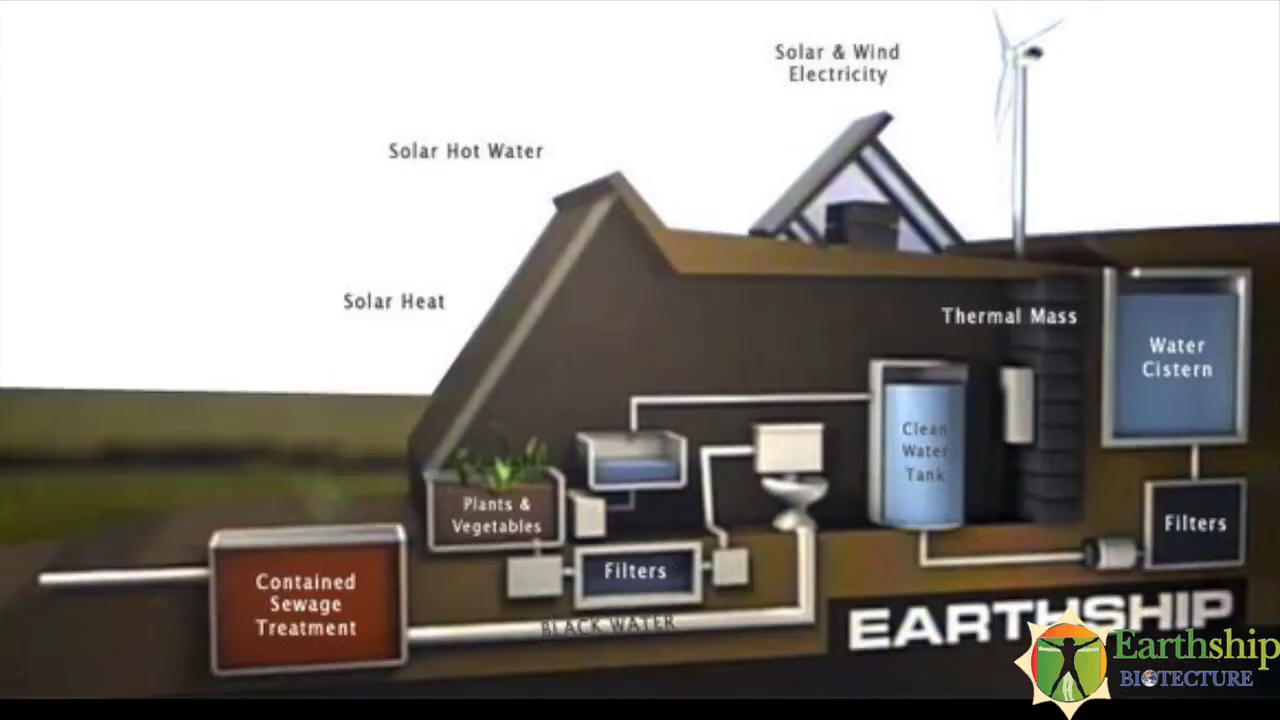 Solar & Wind
Electricity
Solar Hot Water
Solar Heat
Thermal Mass
Water
Cistern
Clean
Water
Tank
Plants &
Vegetables
Filters
Filters
Contained
Sewage
Treatment
BLACK WATER
EARTHSHIP
Earthship
BIOTECTURE